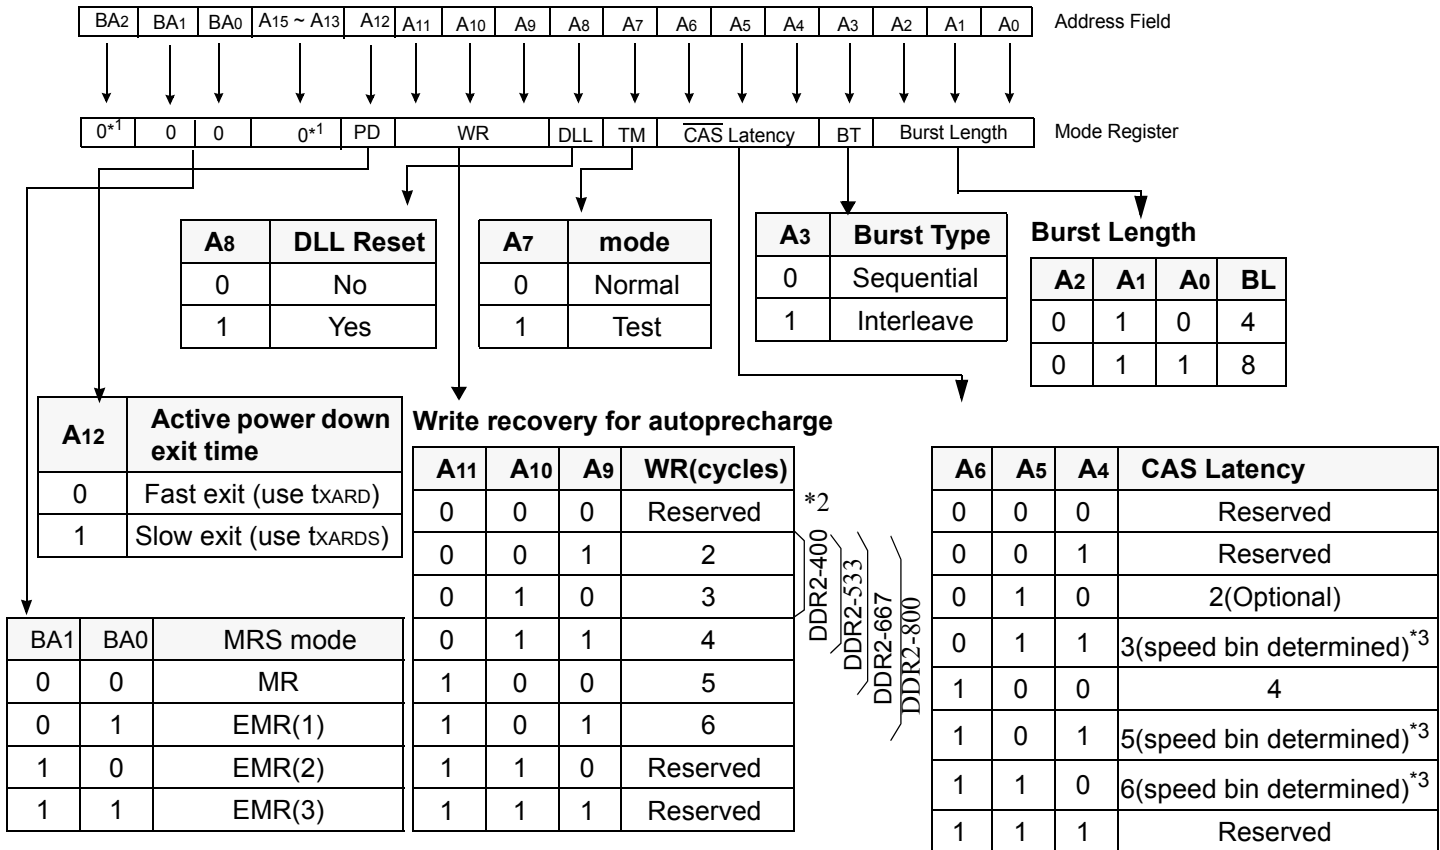 BA2 BA1 BA0 A15 ~ A13 A12 A11 A10 A9 A8 A7 A6 A5 A4 A3 A2 A1 A0 Address Field
0*1 0 0 0*1 PD WR DLL TM CAS Latency BT Burst Length Mode Register
A8 DLL Reset
0 No
1 Yes
A7 mode
0 Normal
1 Test
A3 Burst Type
0 Sequential
1 Interleave
Burst Length
A2 A1 A0 BL
0 1 0 4
0 1 1 8
A12 Active power down
exit time
0 Fast exit (use tXARD)
1 Slow exit (use tXARDS)
BA1 BA0 MRS mode
0 0 MR
0 1 EMR(1)
1 0 EMR(2)
1 1 EMR(3)
Write recovery for autoprecharge
A11 A10 A9 WR(cycles)
0 0 0 Reserved
0 0 1 2
0 1 0 3
0 1 1 4
1 0 0 5
1 0 1 6
1 1 0 Reserved
1 1 1 Reserved
*2
DDR2-400
DDR2-533
DDR2-667
DDR2-800
A6 A5 A4 CAS Latency
0 0 0 Reserved
0 0 1 Reserved
0 1 0 2(Optional)
0 1 1 3(speed bin determined)*3
1 0 0 4
1 0 1 5(speed bin determined)*3
1 1 0 6(speed bin determined)*3
1 1 1 Reserved